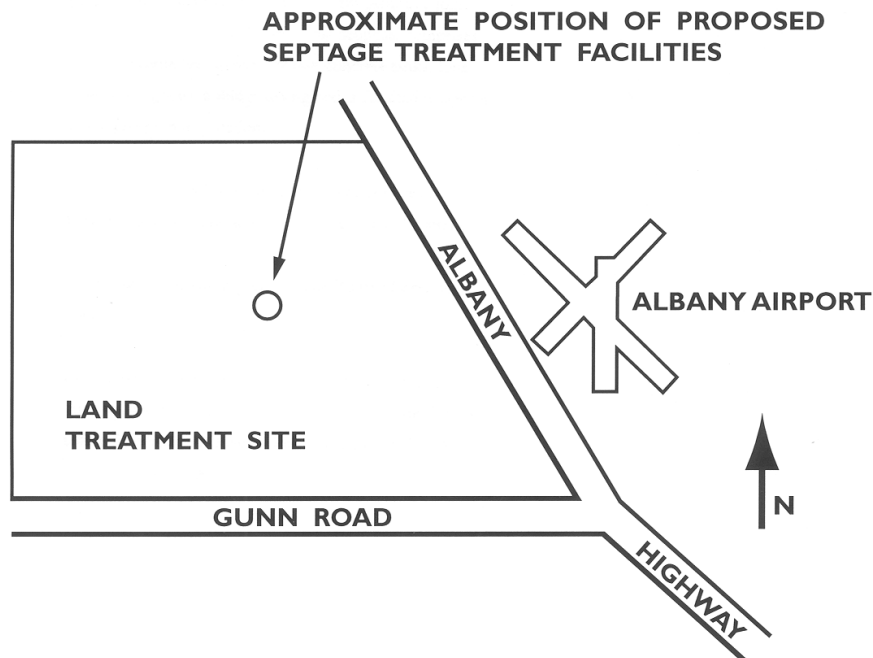 APPROXIMATE POSITION OF PROPOSED
SEPTAGE TREATMENT FACILITIES
ALBANY
ALBANY AIRPORT
LAND
TREATMENT SITE
N
GUNN ROAD
HIGHWAY